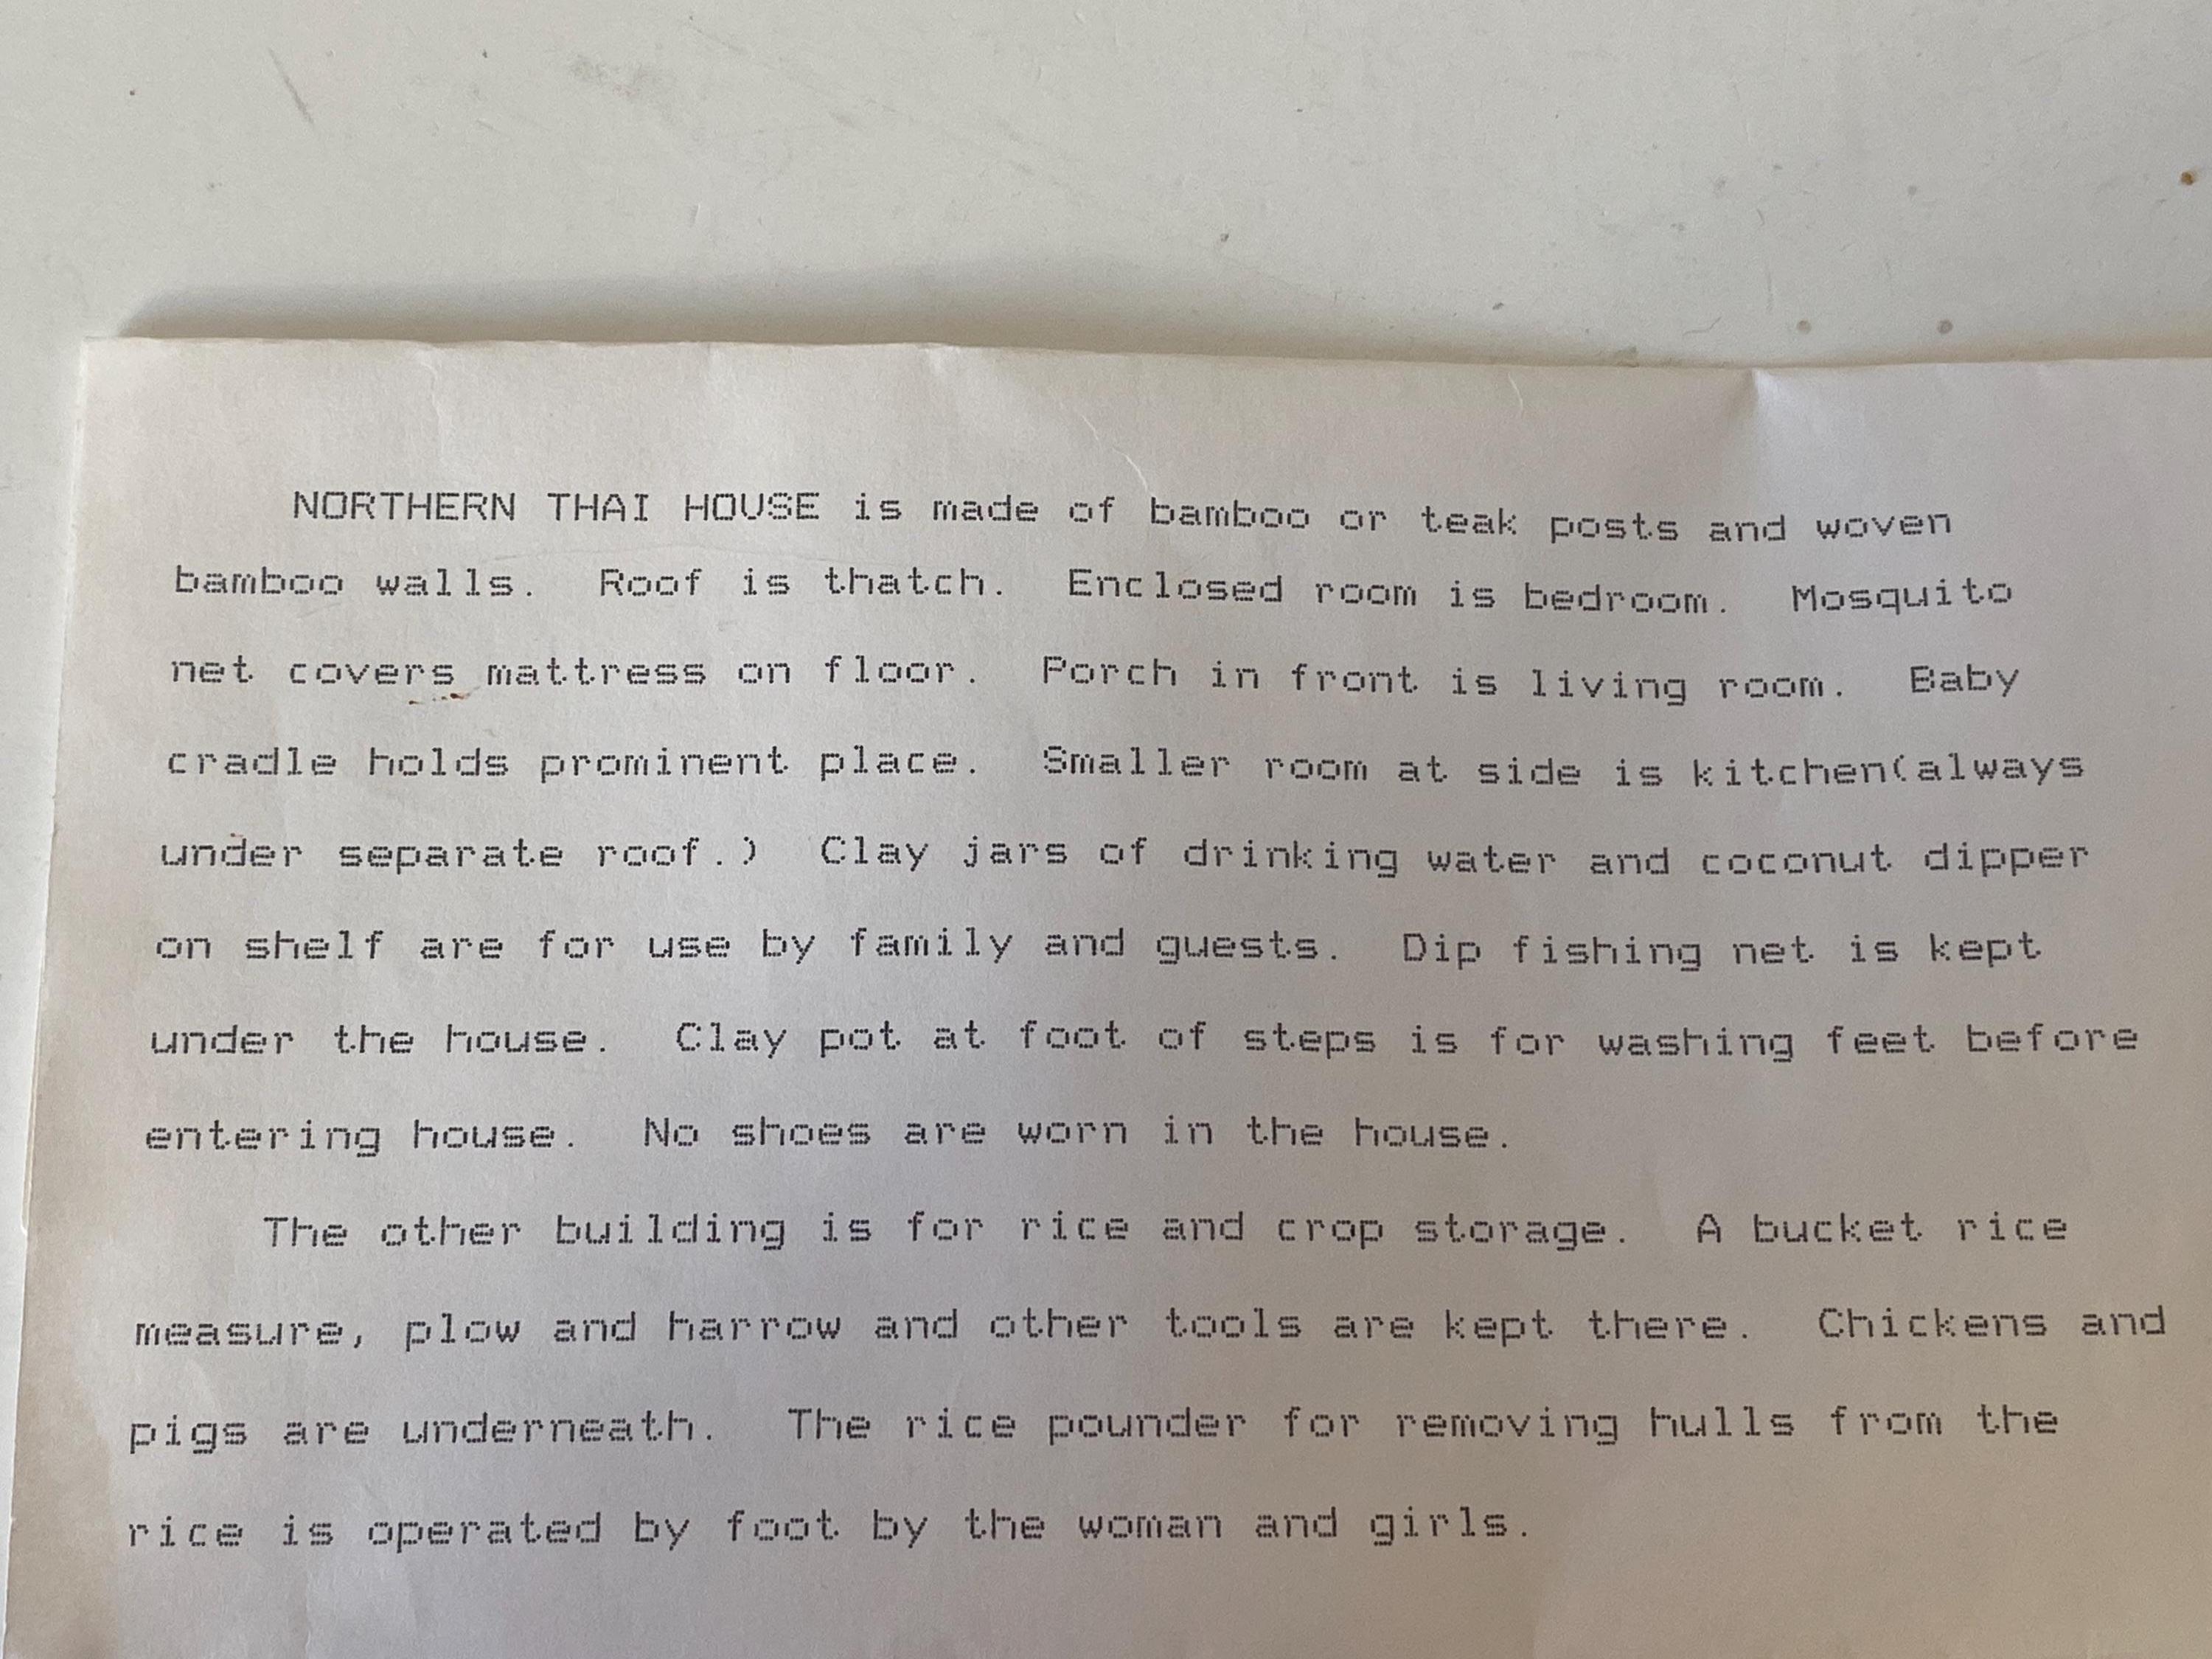 NORTHERN THAI HOUSE is made of bamboo or teak posts and woven
bamboo walls.  Roof is thatch.  Enclosed room is bedroom.  Mosquito
net covers mattress on floor.  Porch in front is living room.  Baby
cradle holds prominent place.  Smaller room at side is kitchen(always
under separate roof.)  Clay jars of drinking water and coconut dipper
on shelf are for use by family and guests.  Dip fishing net is kept
under the house.  Clay pot at foot of steps is for washing feet before
entering house.  No shoes are worn in the house.
The other building is for rice and crop storage.  A bucket rice
measure, plow and harrow and other tools are kept there.  Chickens and
pigs are underneath.  The rice pounder for removing hulls from the
rice is operated by foot by the woman and girls.